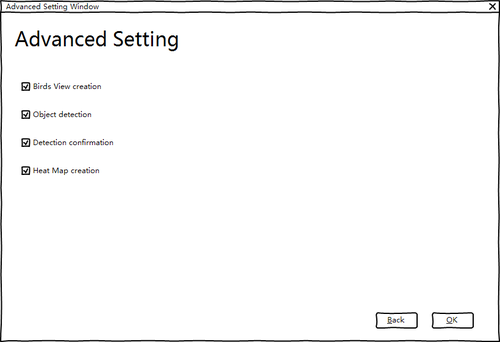 Advanced Setting Window
Advanced Setting
Birds View creation
Object detection
Detection confirmation
Heat Map creation
Back OK